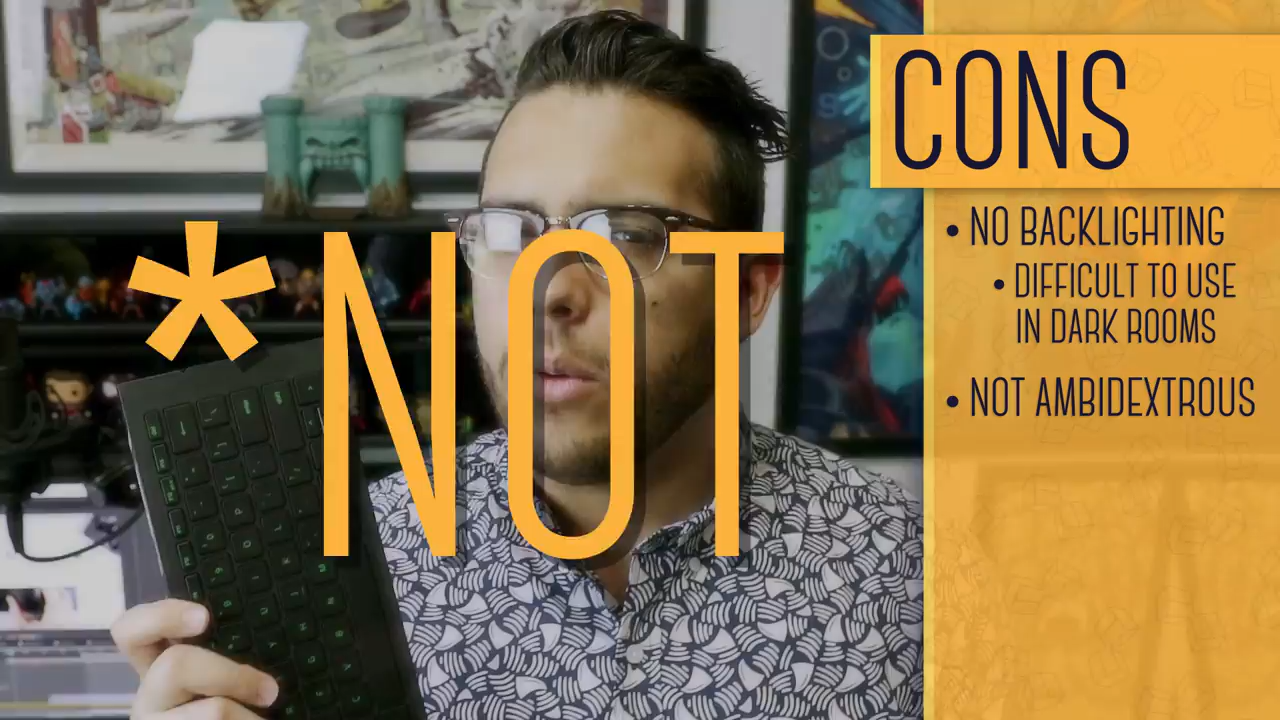 CONS
• NO BACKLIGHTING
• DIFFICULT TO USE
IN DARK ROOMS
• NOT AMBIDEXTROUS
*NOT